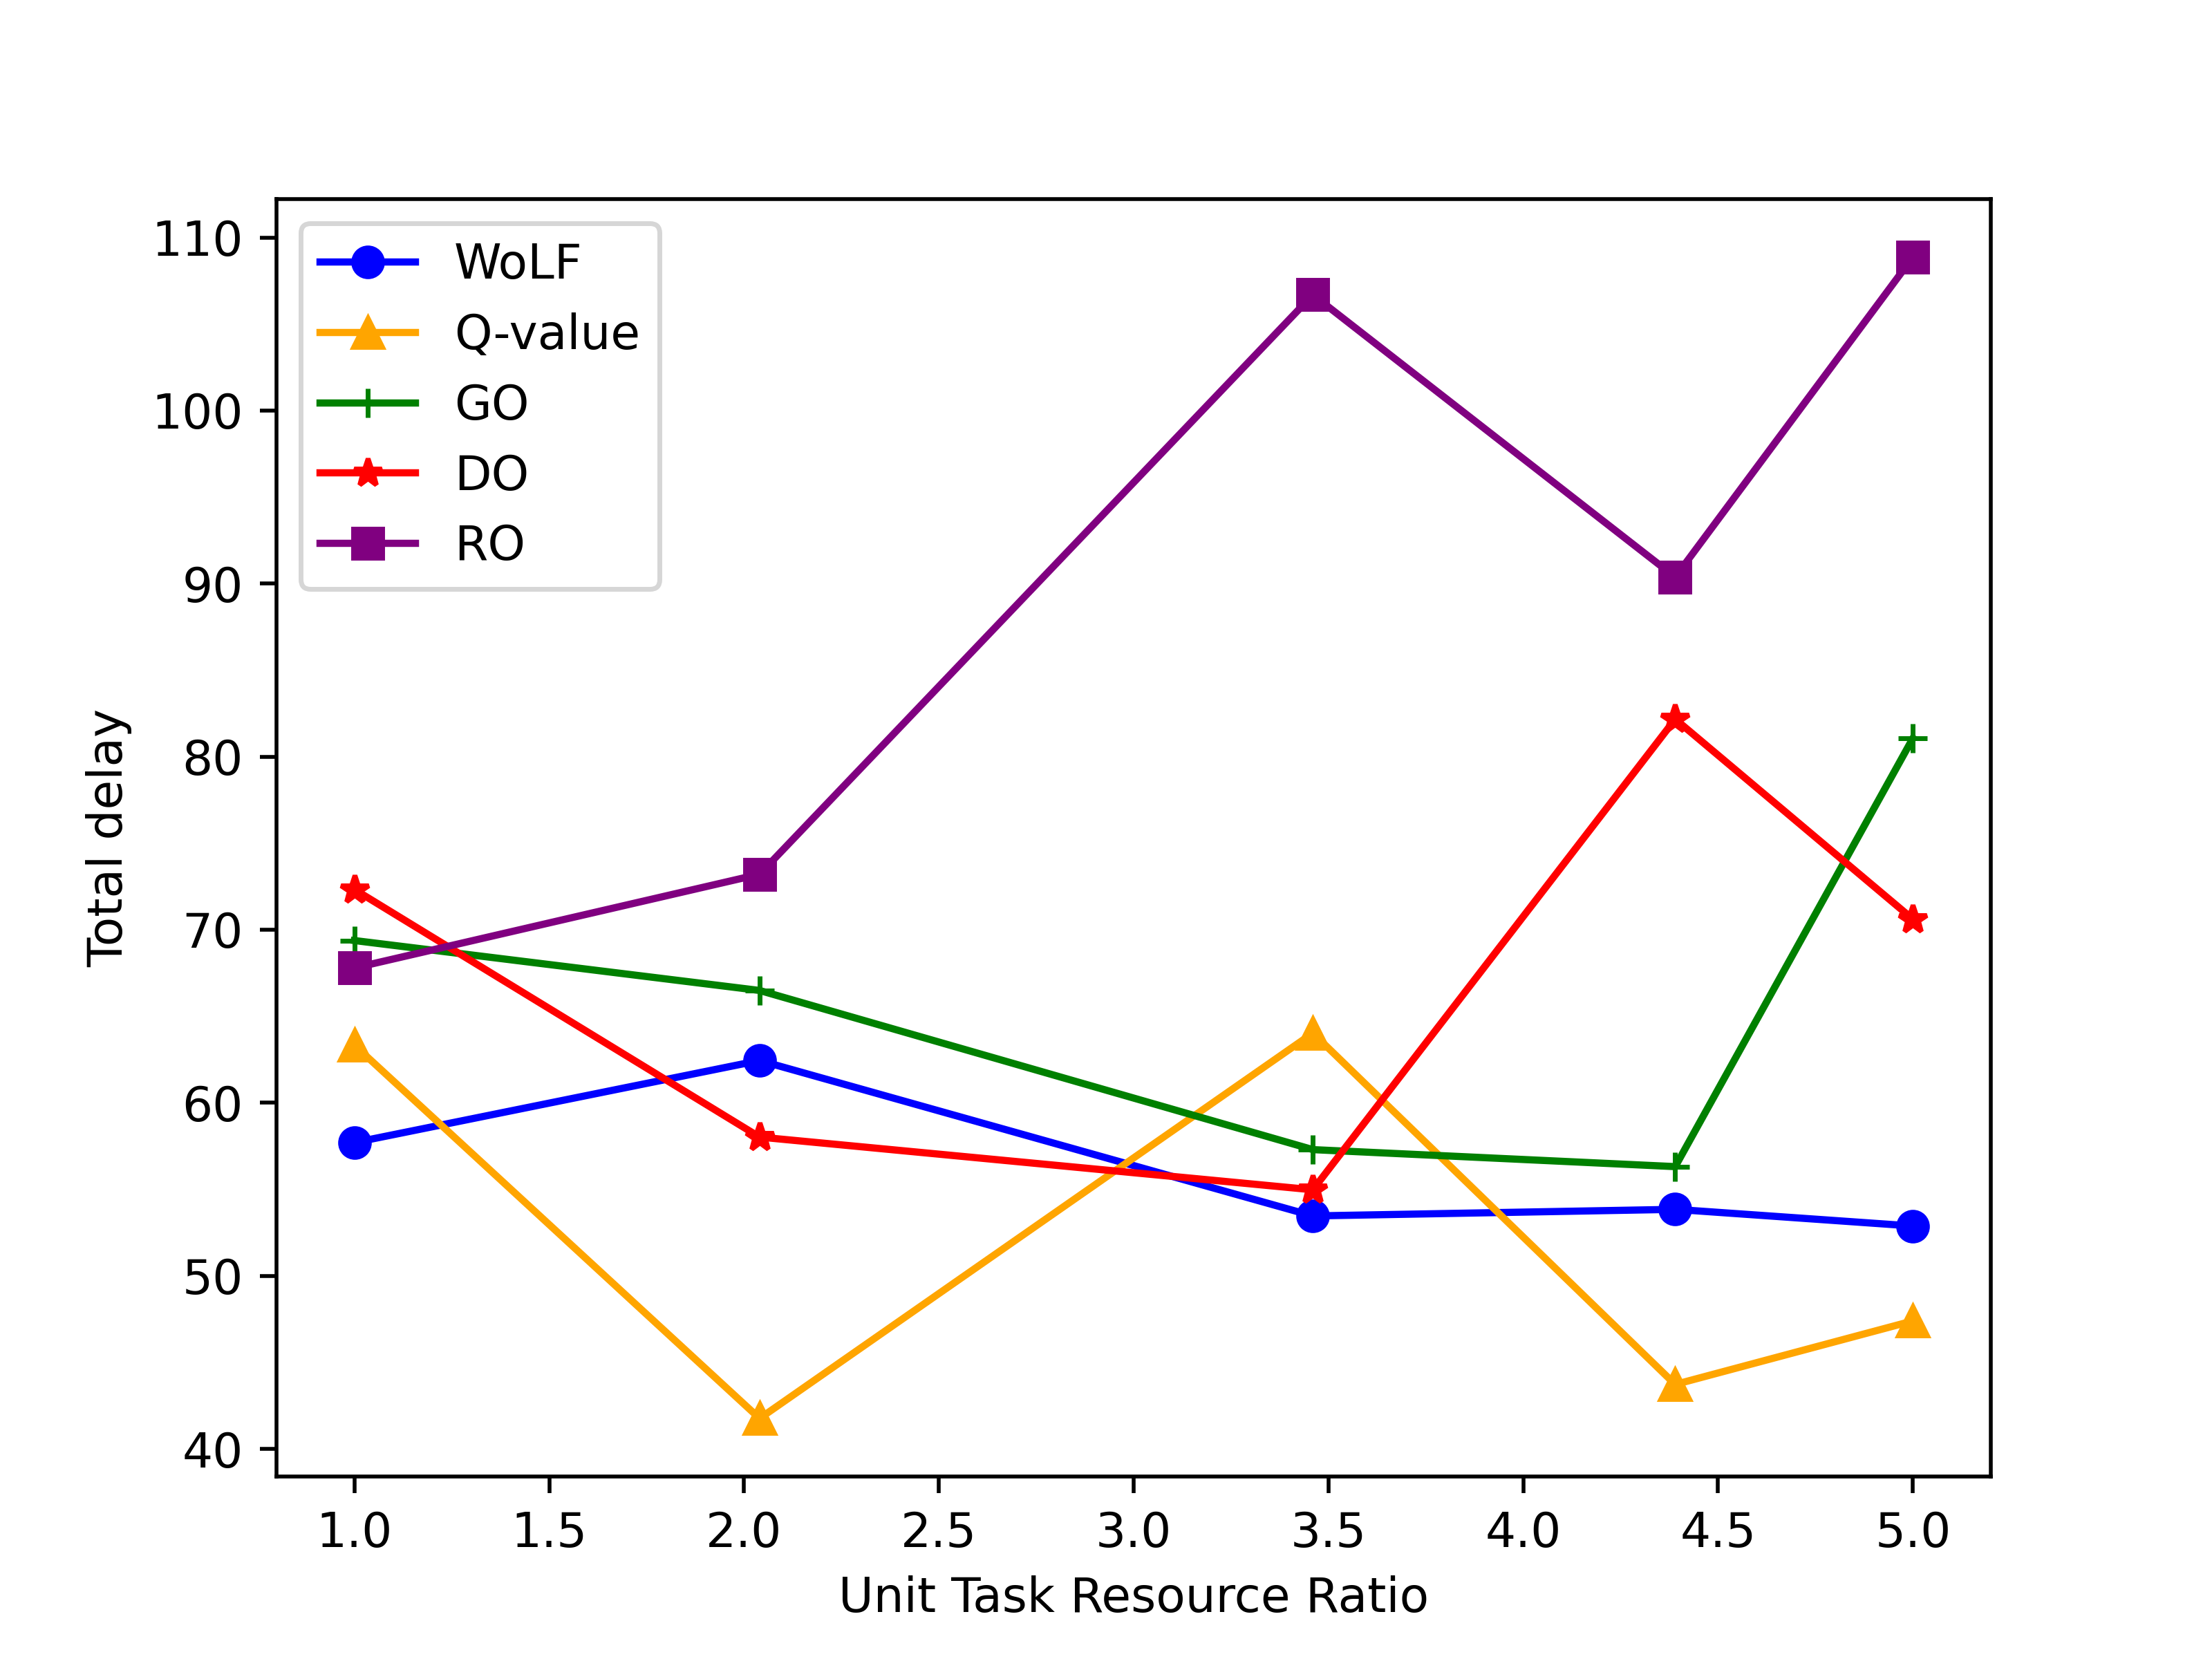 WoLF
Q-value
GO
DO
RO
Total delay
110
100
90
80
70
60
50
40
1.0 1.5 2.0 2.5 3.0 3.5 4.0 4.5 5.0
Unit Task Resource Ratio